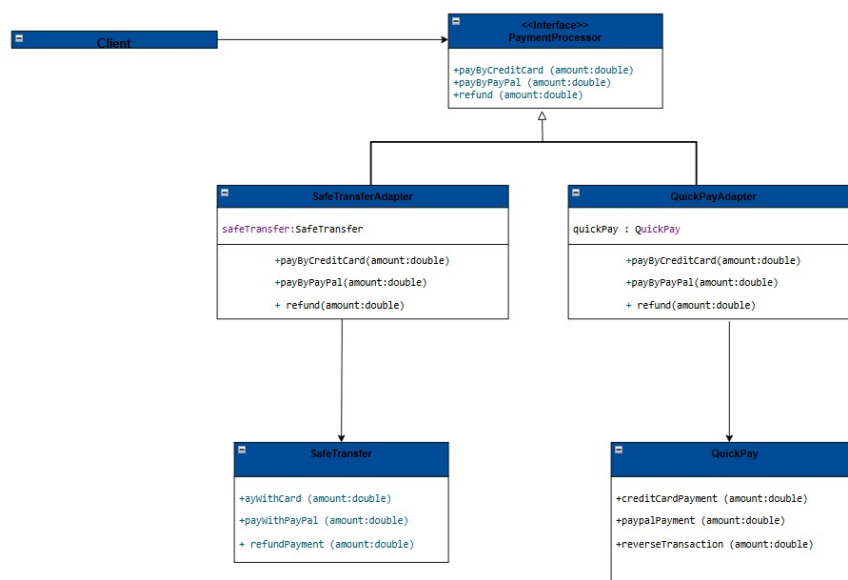 Client
<<Interface>>
PaymentProcessor
+payByCreditCard (amount:double)
+payByPayPal (amount:double)
+refund (amount:double)
SafeTransferAdapter
safeTransfer:SafeTransfer
+payByCreditCard(amount:double)
+payByPayPal(amount:double)
+ refund(amount:double)
QuickPayAdapter
quickPay : QuickPay
+payByCreditCard(amount:double)
+payByPayPal(amount:double)
+ refund(amount:double)
SafeTransfer
+ayWithCard (amount:double)
+payWithPayPal (amount:double)
+ refundPayment (amount:double)
QuickPay
+creditCardPayment (amount:double)
+paypalPayment (amount:double)
+reverseTransaction (amount:double)